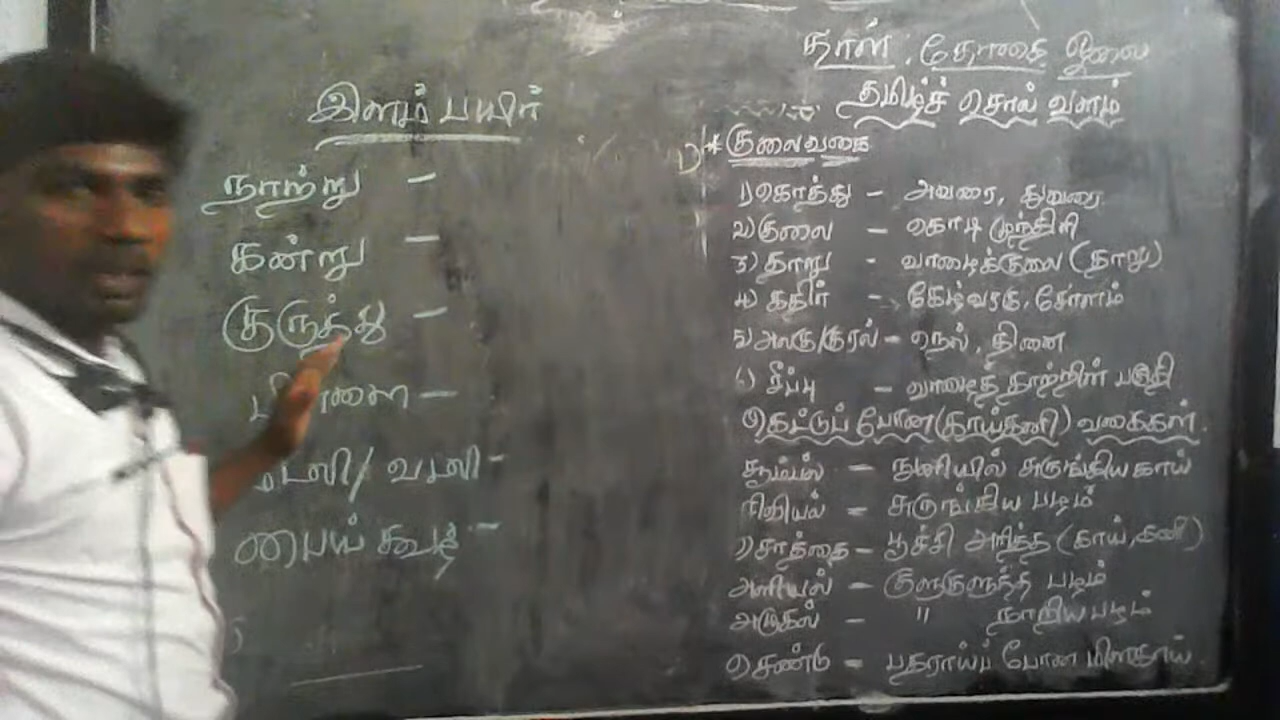 இளம் பயிர்
நாற்று –
கன்று –
குருத்து –
வடலி –
பைங் கூழ் –
தாள், தோகை ஓலை
தமிழ்ச் சொல் வளம்
* குலைவகை
1) கொத்து – அவரை, துவரை
2) குலை – கொடி முந்திரி
3) தாறு - வாழைக்குலை (தாறு)
4) கதிர் - கேழ்வரகு, சோளம்
5) அலகு/குரல் – நெல், தினை
6) சீப்பு – வாழைத் தாற்றின் பகுதி
கெட்டுப் போன (காய்கனி) வகைகள்.
சூம்பல் – நுனியில் சுருங்கிய காய்
சிவியல் – சுருங்கிய பழம்
சொத்தை – பூச்சி அரித்த (காய், கனி)
அளியல் – குளுகுளுத்த பழம்
அழுகல் – " நாறிய பழம்
சொண்டு – பதராய்ப் போன மிளகாய்